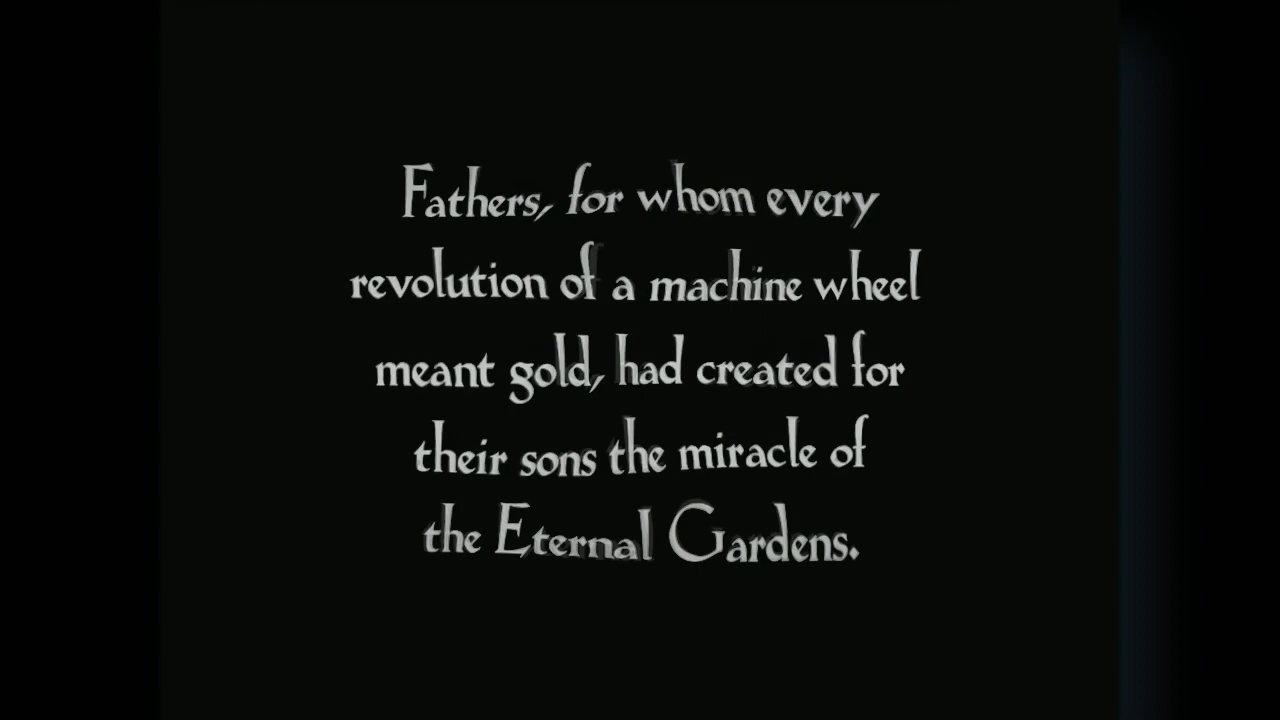 Fathers, for whom every
revolution of a machine wheel
meant gold, had created for
their sons the miracle of
the Eternal Gardens.